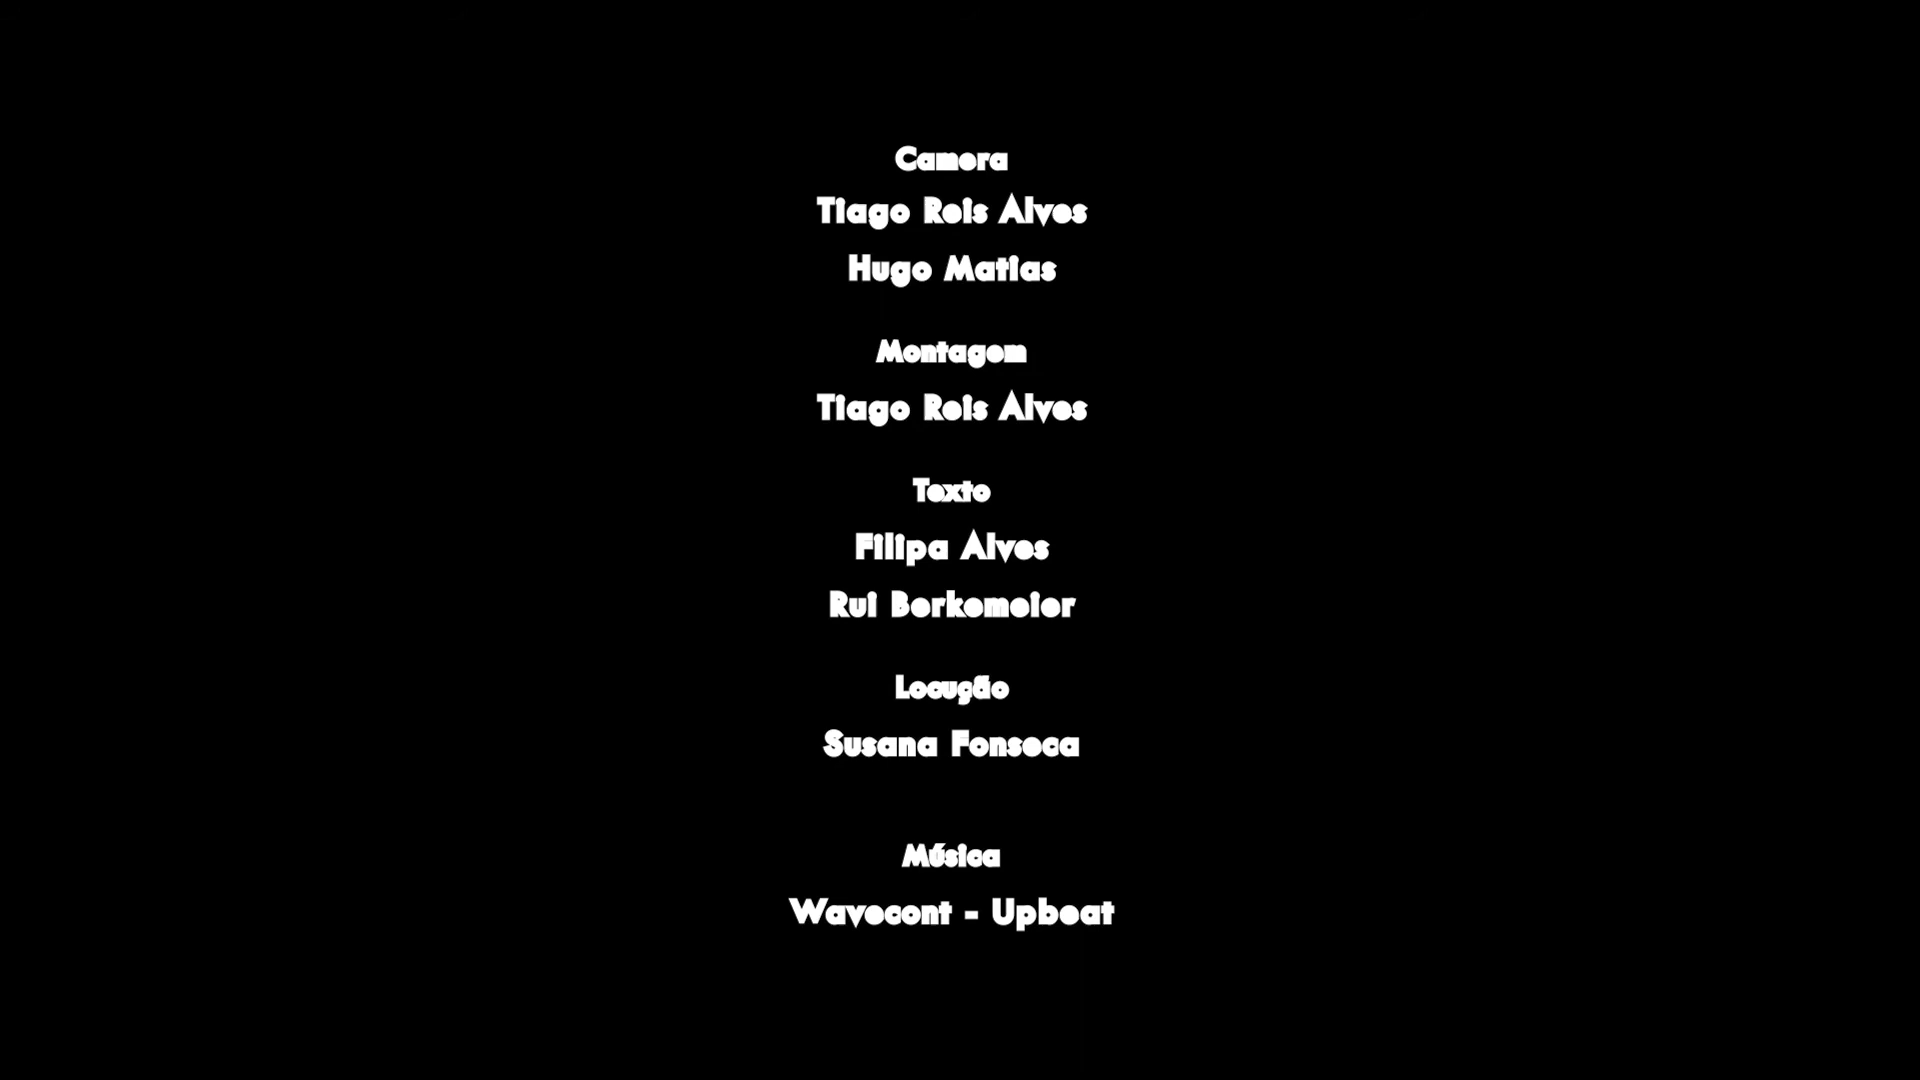 Camera
Tiago Reis Alves
Hugo Matias
Montagem
Tiago Reis Alves
Texto
Filipa Alves
Rui Berkemeier
Locução
Susana Fonseca
Música
Wavecont - Upbeat